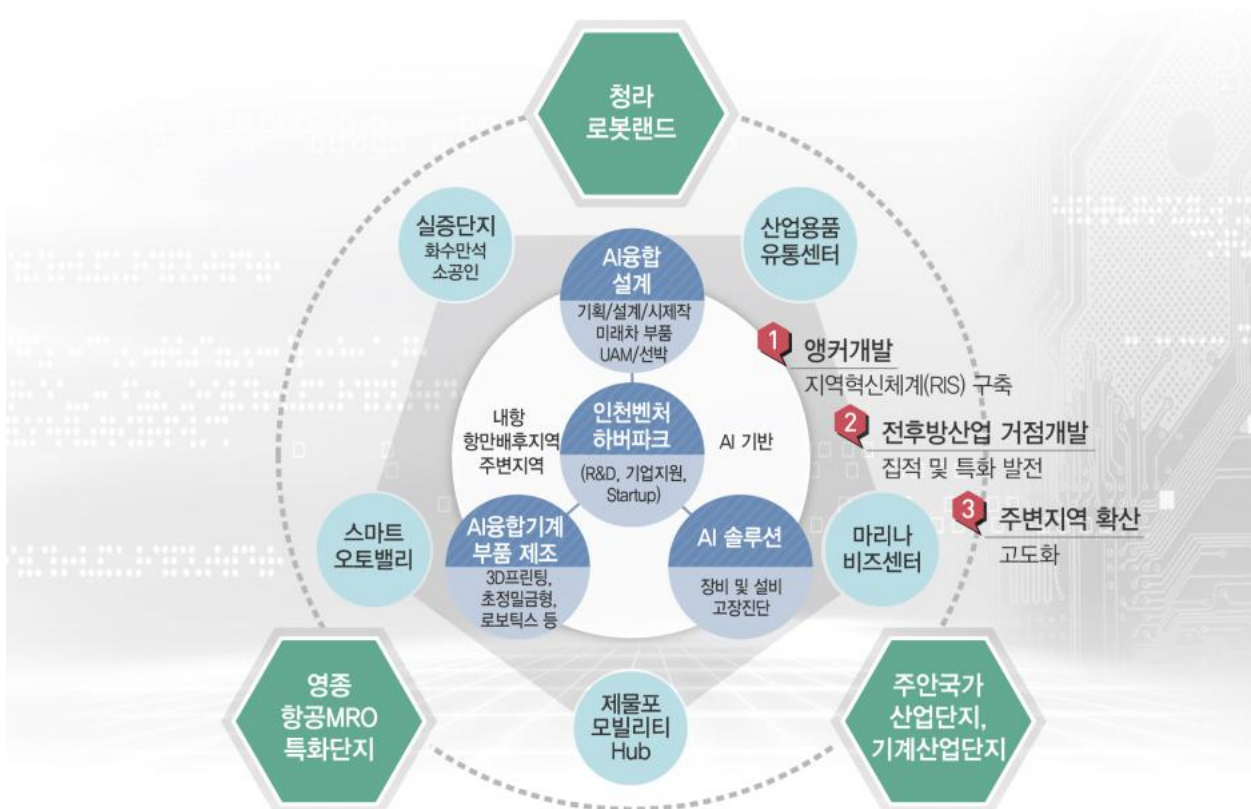 청라
로봇랜드
실증단지
화수만석
소공인
산업용품
유통센터
AI융합
설계
기획/설계/시제작
미래차 부품
UAM/선박
1 앵커개발
지역혁신체계(RIS) 구축
내항
항만배후지역
주변지역
인천벤처
하버파크
(R&D, 기업지원,
Startup)
AI 기반
2 전후방산업 거점개발
집적 및 특화 발전
스마트
오토밸리
AI융합기계
부품 제조
3D프린팅,
초정밀금형,
로보틱스 등
AI 솔루션
장비 및 설비
고장진단
마리나
비즈센터
3 주변지역 확산
고도화
영종
항공MRO
특화단지
제물포
모빌리티
Hub
주안국가
산업단지,
기계산업단지